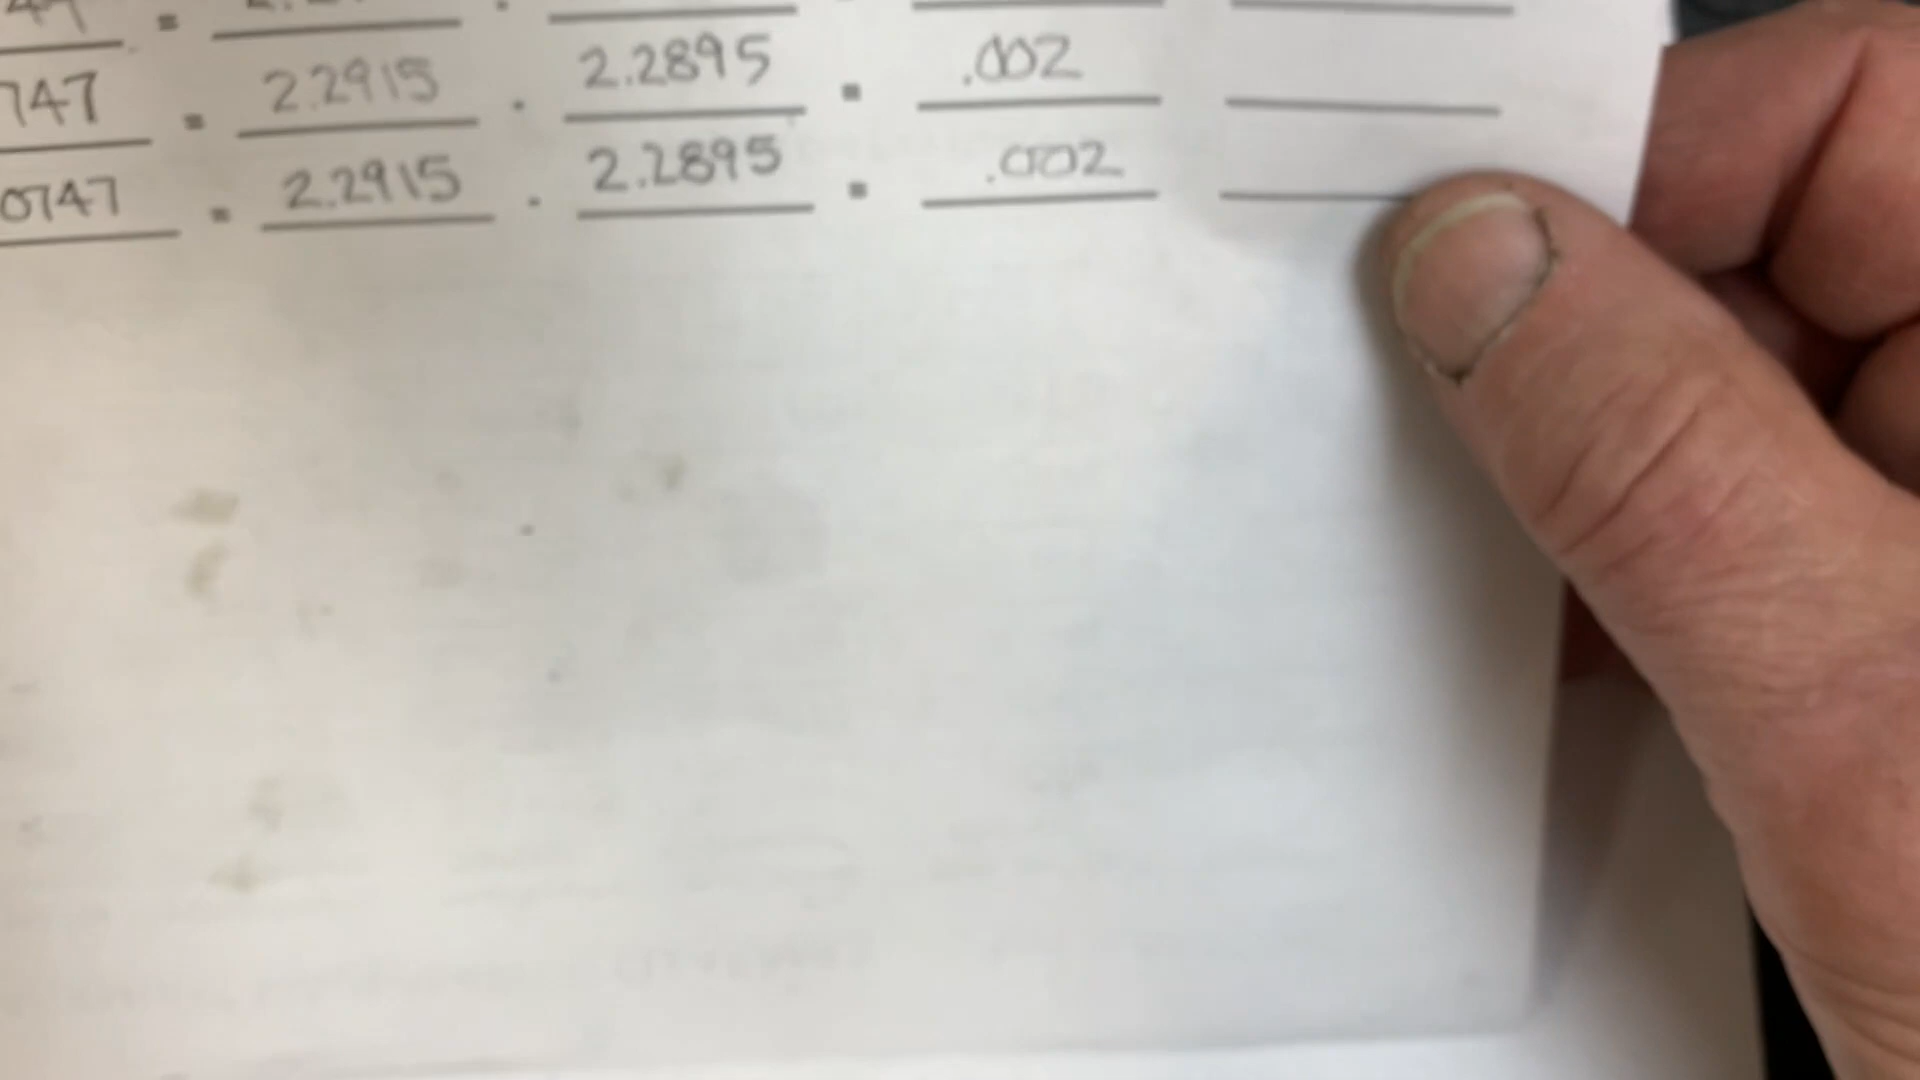 747 = 2.2915 - 2.2895 = .002
0747 = 2.2915 - 2.2895 = .002